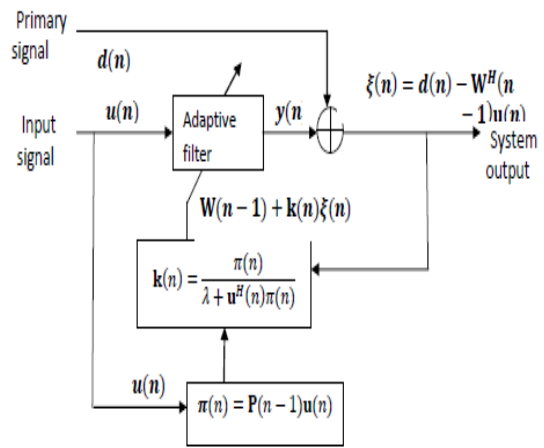 Primary
signal
d(n)
ξ(n) = d(n) − W^H(n
− 1)u(n)
Input
signal
u(n)
Adaptive
filter
y(n
System
output
W(n−1) + k(n)ξ(n)
k(n) = π(n) / (λ + u^H(n)π(n))
u(n)
π(n) = P(n−1)u(n)